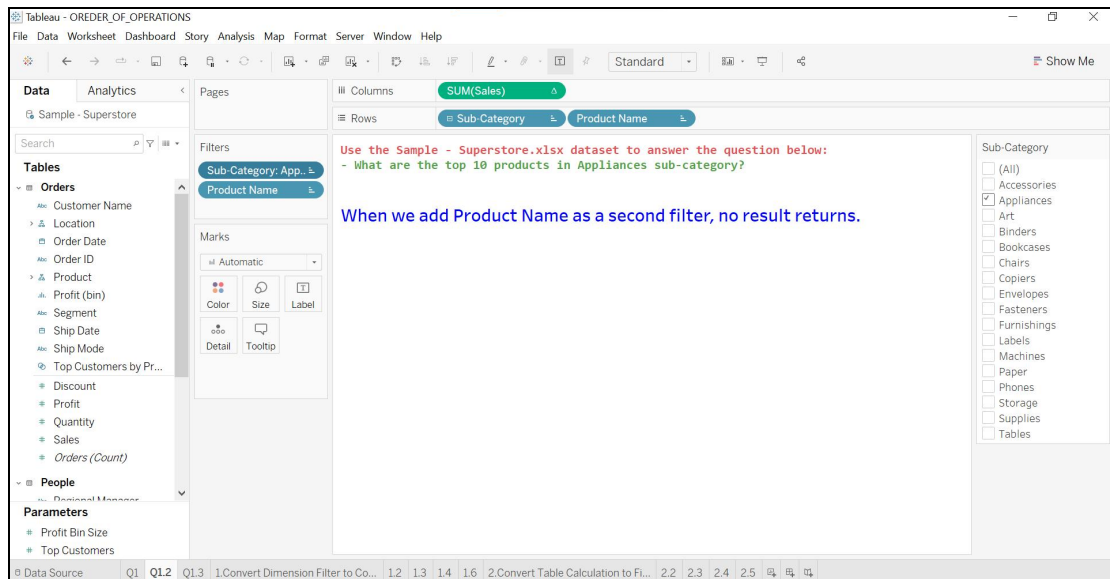 Tableau - OREDER_OF_OPERATIONS
File Data Worksheet Dashboard Story Analysis Map Format Server Window Help
Standard
Show Me
Data Analytics
Sample - Superstore
Search
Tables
Orders
Abc Customer Name
Location
Order Date
Abc Order ID
Product
Profit (bin)
Abc Segment
Ship Date
Abc Ship Mode
Top Customers by Pr...
# Discount
# Profit
# Quantity
# Sales
# Orders (Count)
People
Abc Regional Manager
Parameters
# Profit Bin Size
# Top Customers
Pages
Filters
Sub-Category: App..
Product Name
Marks
Automatic
Color Size Label
Detail Tooltip
Columns SUM(Sales)
Rows Sub-Category Product Name
Use the Sample - Superstore.xlsx dataset to answer the question below:
- What are the top 10 products in Appliances sub-category?
When we add Product Name as a second filter, no result returns.
Sub-Category
(All)
Accessories
Appliances
Art
Binders
Bookcases
Chairs
Copiers
Envelopes
Fasteners
Furnishings
Labels
Machines
Paper
Phones
Storage
Supplies
Tables
Data Source Q1 Q1.2 Q1.3 1.Convert Dimension Filter to Co... 1.2 1.3 1.4 1.6 2.Convert Table Calculation to Fi... 2.2 2.3 2.4 2.5